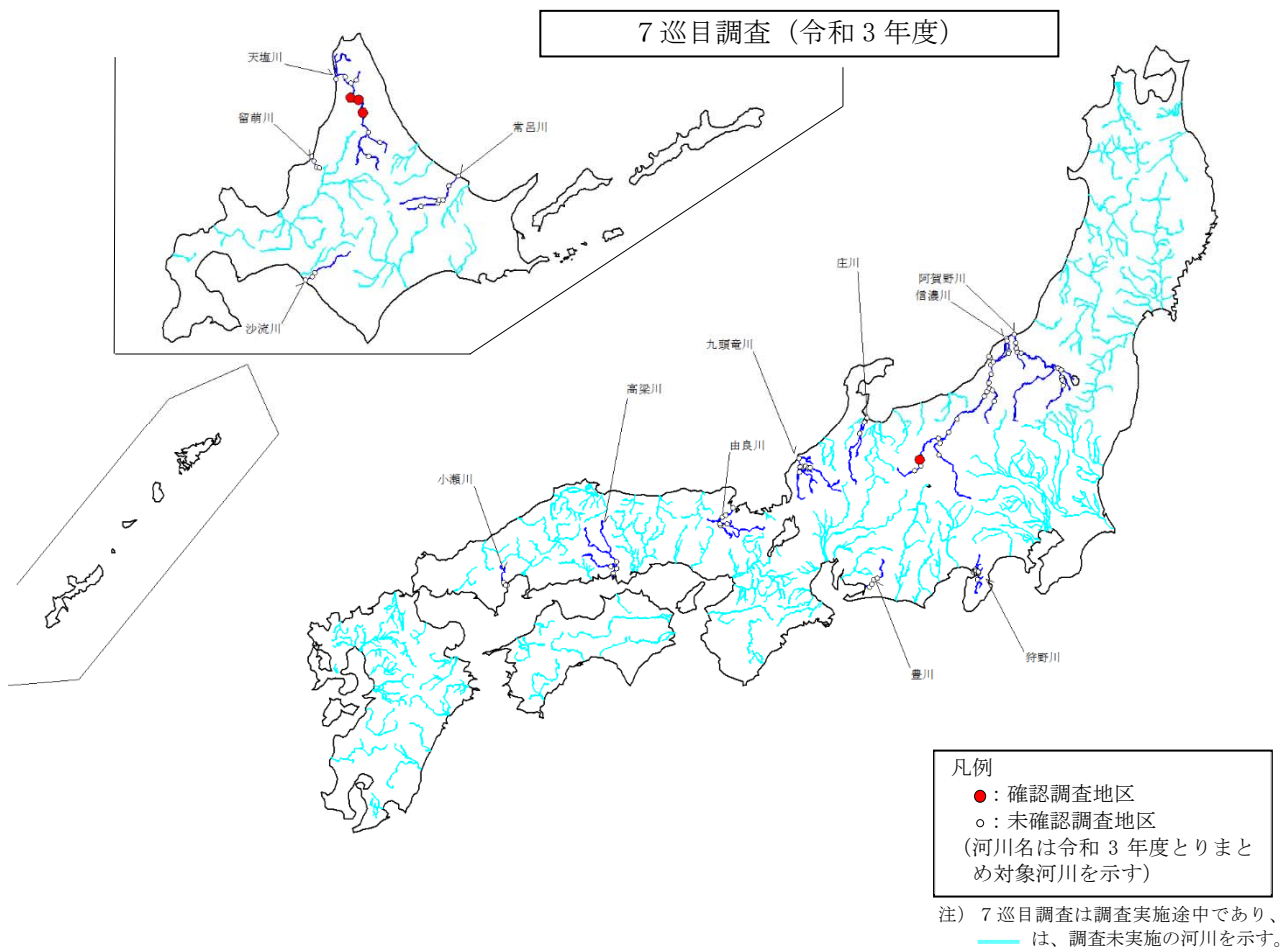 7巡目調査（令和３年度）
天塩川
留萌川
常呂川
沙流川
庄川
阿賀野川
信濃川
九頭竜川
高梁川
由良川
小瀬川
狩野川
豊川
凡例
：確認調査地区
：未確認調査地区
（河川名は令和 3 年度とりまと
め対象河川を示す）
注） 7巡目調査は調査実施途中であり、
は、調査未実施の河川を示す。